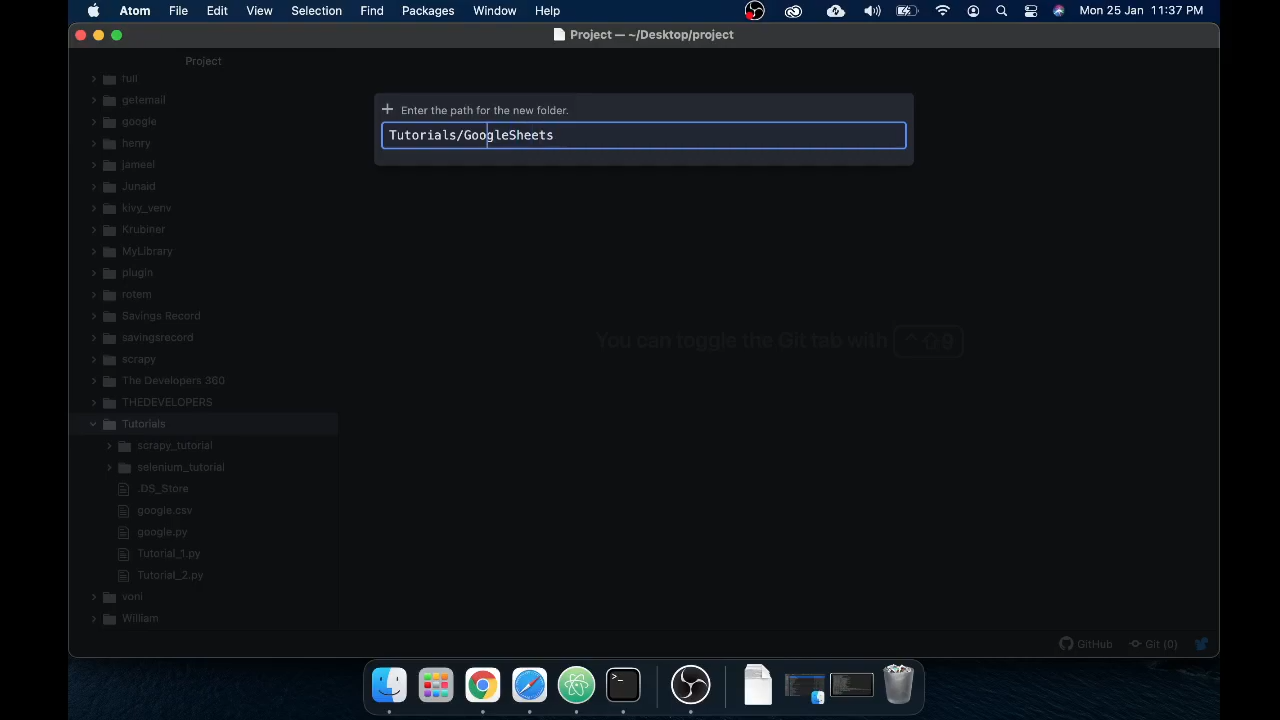 Atom File Edit View Selection Find Packages Window Help Mon 25 Jan 11:37 PM
Project — ~/Desktop/project
Project
full
getemail
google
henry
jameel
Junaid
kivy_venv
Krubiner
MyLibrary
plugin
rotem
Savings Record
savingsrecord
scrapy
The Developers 360
THEDEVELOPERS
Tutorials
scrapy_tutorial
selenium_tutorial
.DS_Store
google.csv
google.py
Tutorial_1.py
Tutorial_2.py
voni
William
Enter the path for the new folder.
Tutorials/GoogleSheets
You can toggle the Git tab with ^⇧9
GitHub Git (0)